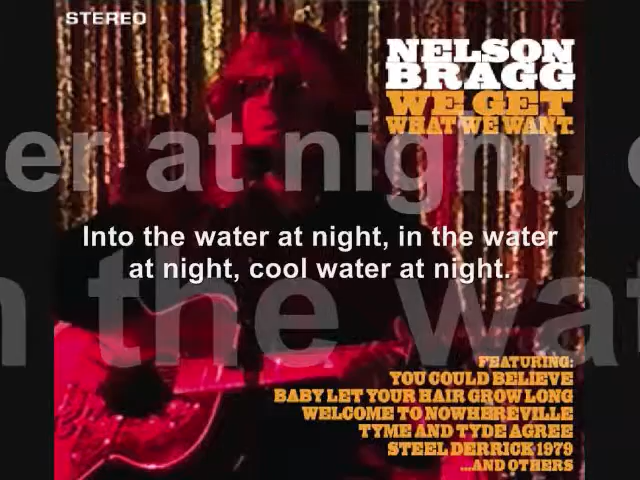 STEREO
NELSON
BRAGG
WE GET
WHAT WE WANT.
er at night,
Into the water at night, in the water
at night, cool water at night.
n the wat
FEATURING:
YOU COULD BELIEVE
BABY LET YOUR HAIR GROW LONG
WELCOME TO NOWHEREVILLE
TYME AND TYDE AGREE
STEEL DERRICK 1979
...AND OTHERS